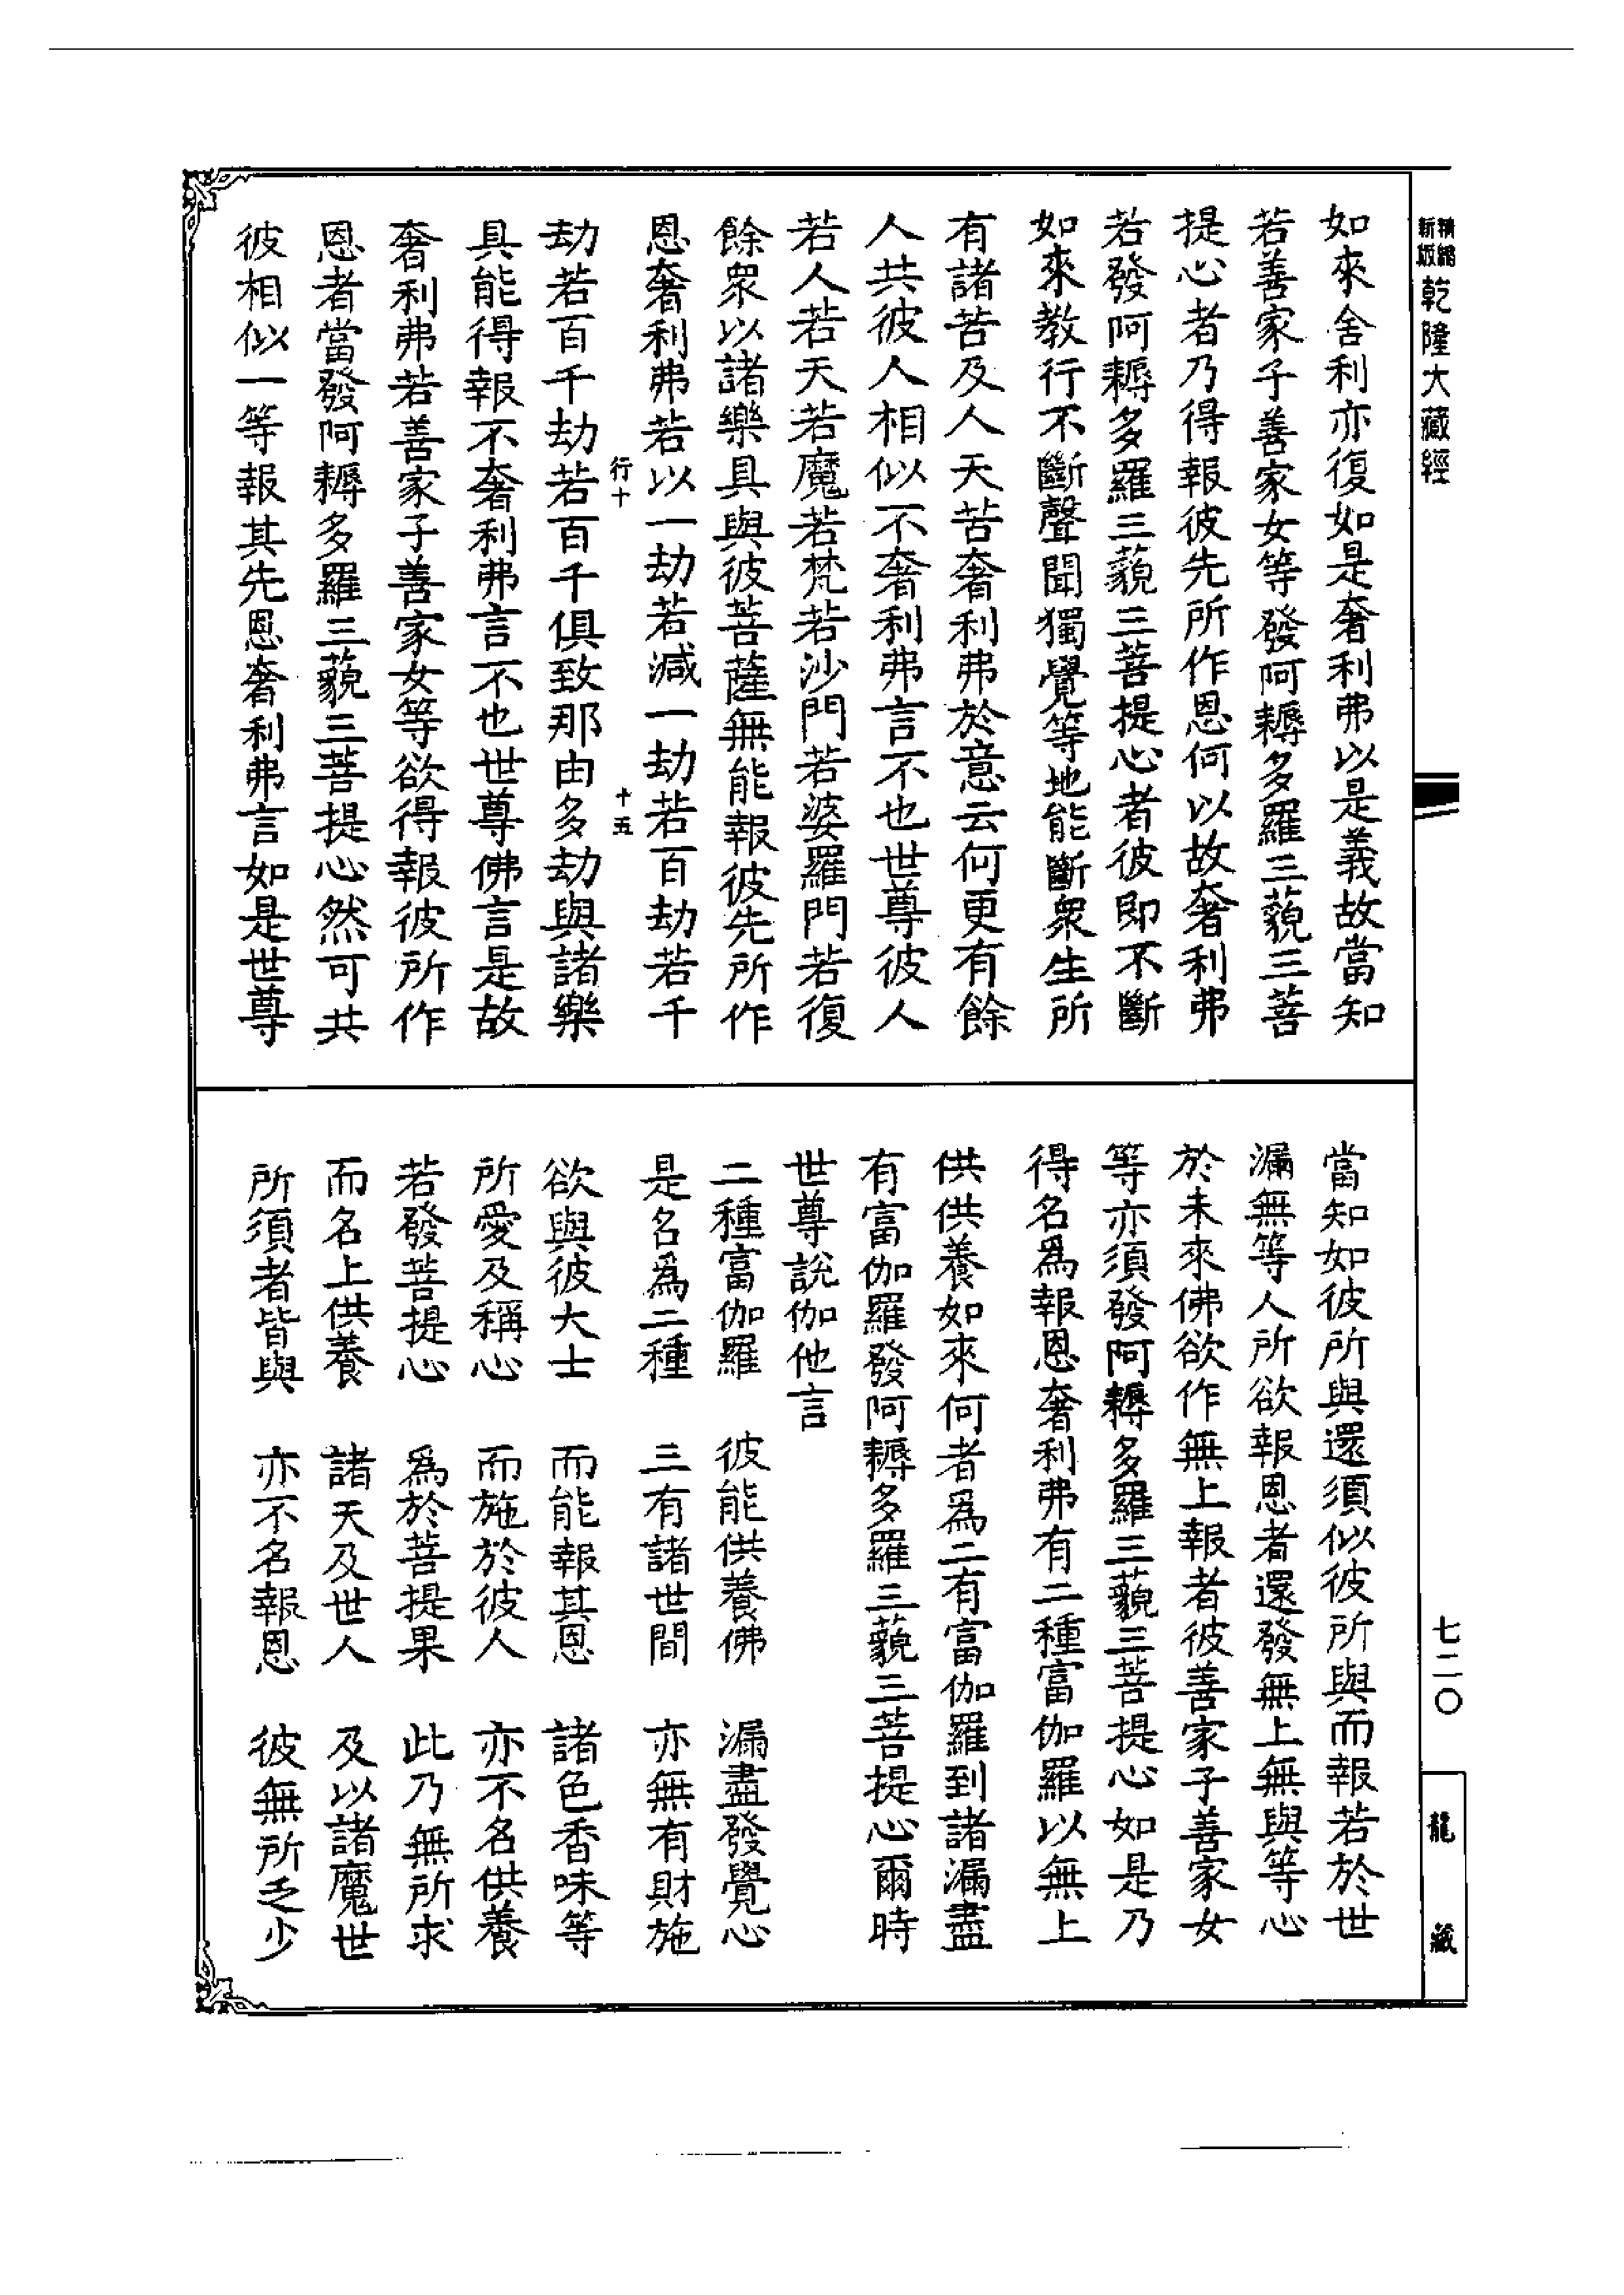 新版精縮乾隆大藏經
如來舍利亦復如是奢利弗以是義故當知
若善家子善家女等發阿耨多羅三藐三菩
提心者乃得報彼先所作恩何以故奢利弗
若發阿耨多羅三藐三菩提心者彼即不斷
如來教行不斷聲聞獨覺等地能斷眾生所
有諸苦及人天苦奢利弗於意云何更有餘
人共彼人相似不奢利弗言不也世尊彼人
若人若天若魔若梵若沙門若婆羅門若復
餘眾以諸樂具與彼菩薩無能報彼先所作
恩奢利弗若以一劫若減一劫若百劫若千
行十
十五
劫若百千劫若百千俱致那由多劫與諸樂
具能得報不奢利弗言不也世尊佛言是故
奢利弗若善家子善家女等欲得報彼所作
恩者當發阿耨多羅三藐三菩提心然可共
彼相似一等報其先恩奢利弗言如是世尊
當知如彼所與還須似彼所與而報若於世
漏無等人所欲報恩者還發無上無與等心
於未來佛欲作無上報者彼善家子善家女
等亦須發阿耨多羅三藐三菩提心如是乃
得名爲報恩奢利弗有二種富伽羅以無上
供供養如來何者爲二有富伽羅到諸漏盡
有富伽羅發阿耨多羅三藐三菩提心爾時
世尊說伽他言
二種富伽羅　彼能供養佛　漏盡發覺心
是名爲二種　三有諸世間　亦無有財施
欲與彼大士　而能報其恩　諸色香味等
所愛及稱心　而施於彼人　亦不名供養
若發菩提心　爲於菩提果　此乃無所求
而名上供養　諸天及世人　及以諸魔世
所須者皆與　亦不名報恩　彼無所乏少
七二〇
龍藏